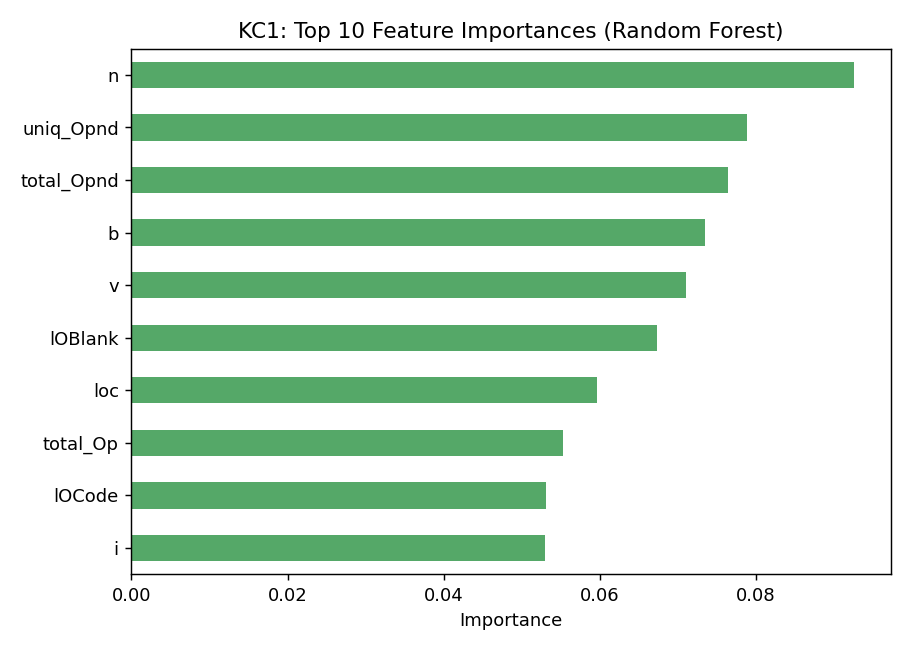 KC1: Top 10 Feature Importances (Random Forest)
n
uniq_Opnd
total_Opnd
b
v
lOBlank
loc
total_Op
lOCode
i
0.00 0.02 0.04 0.06 0.08
Importance